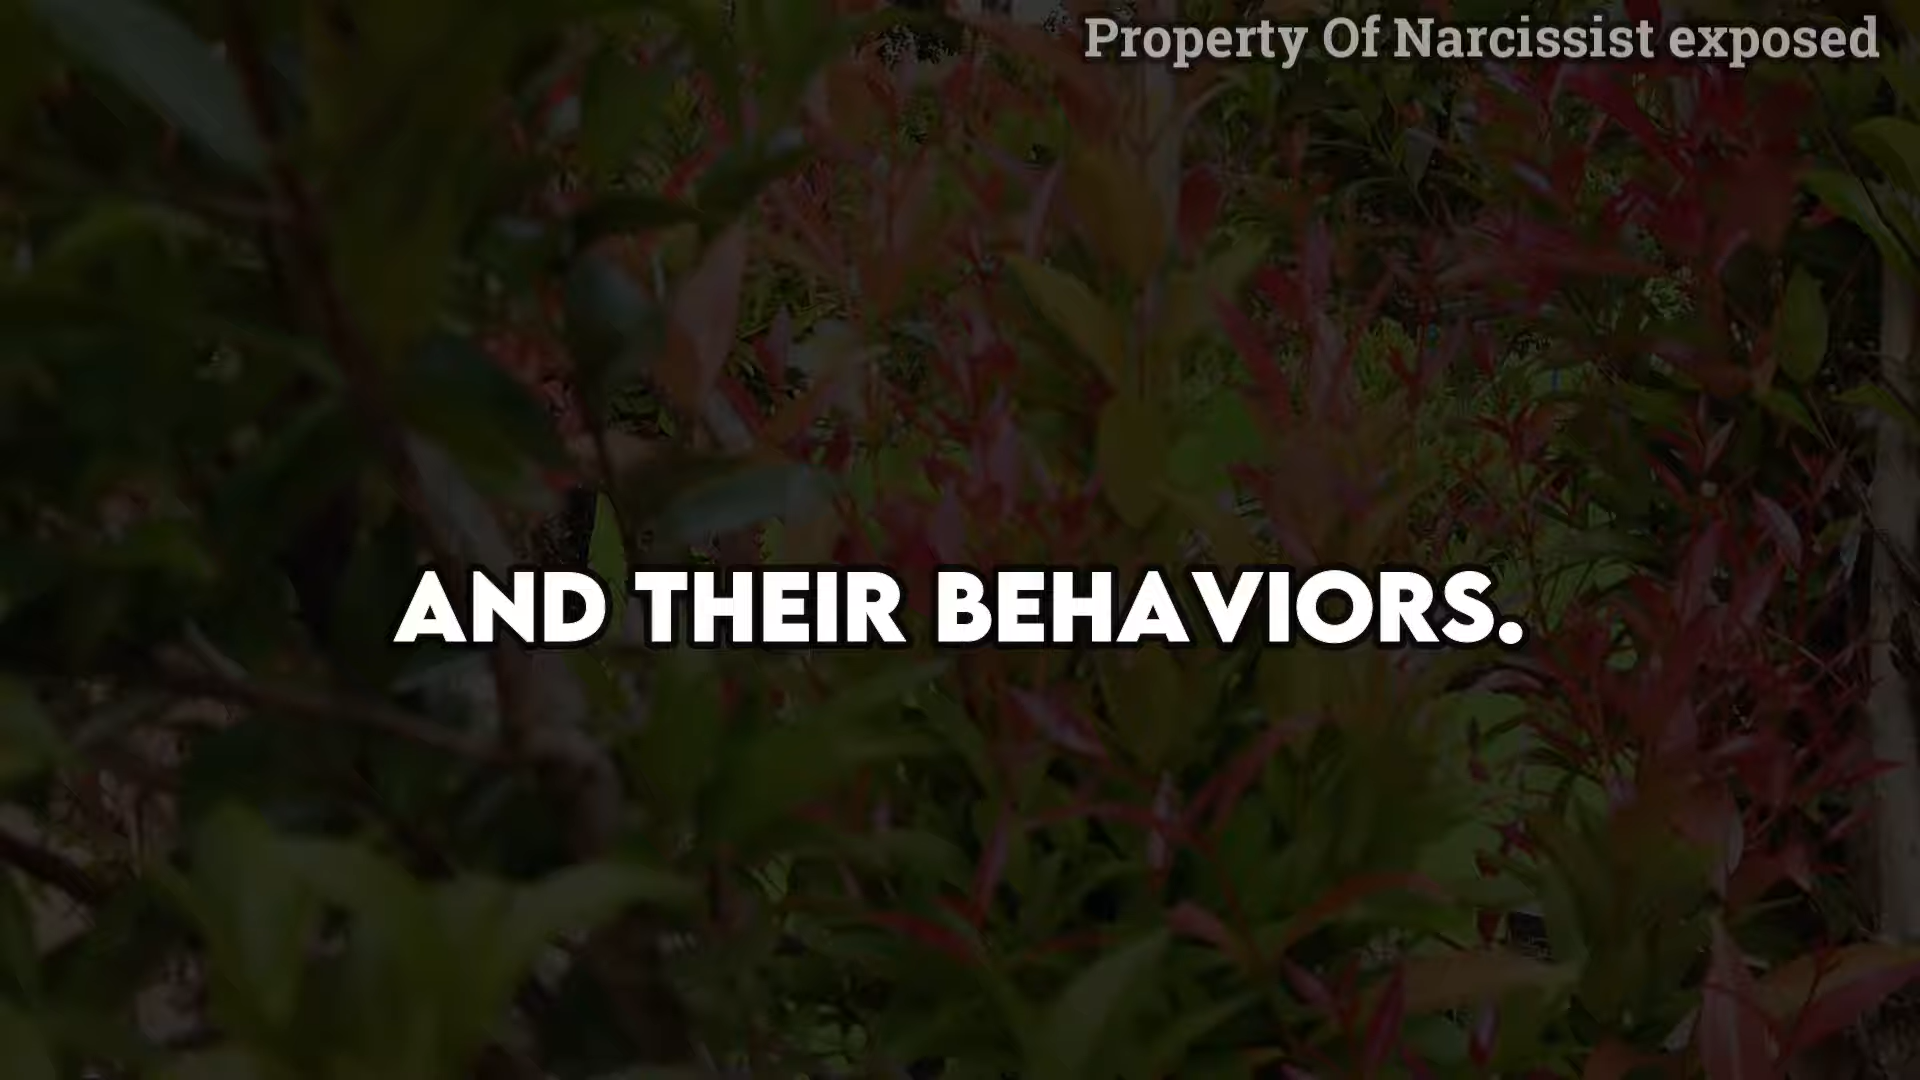 Property Of Narcissist exposed
AND THEIR BEHAVIORS.